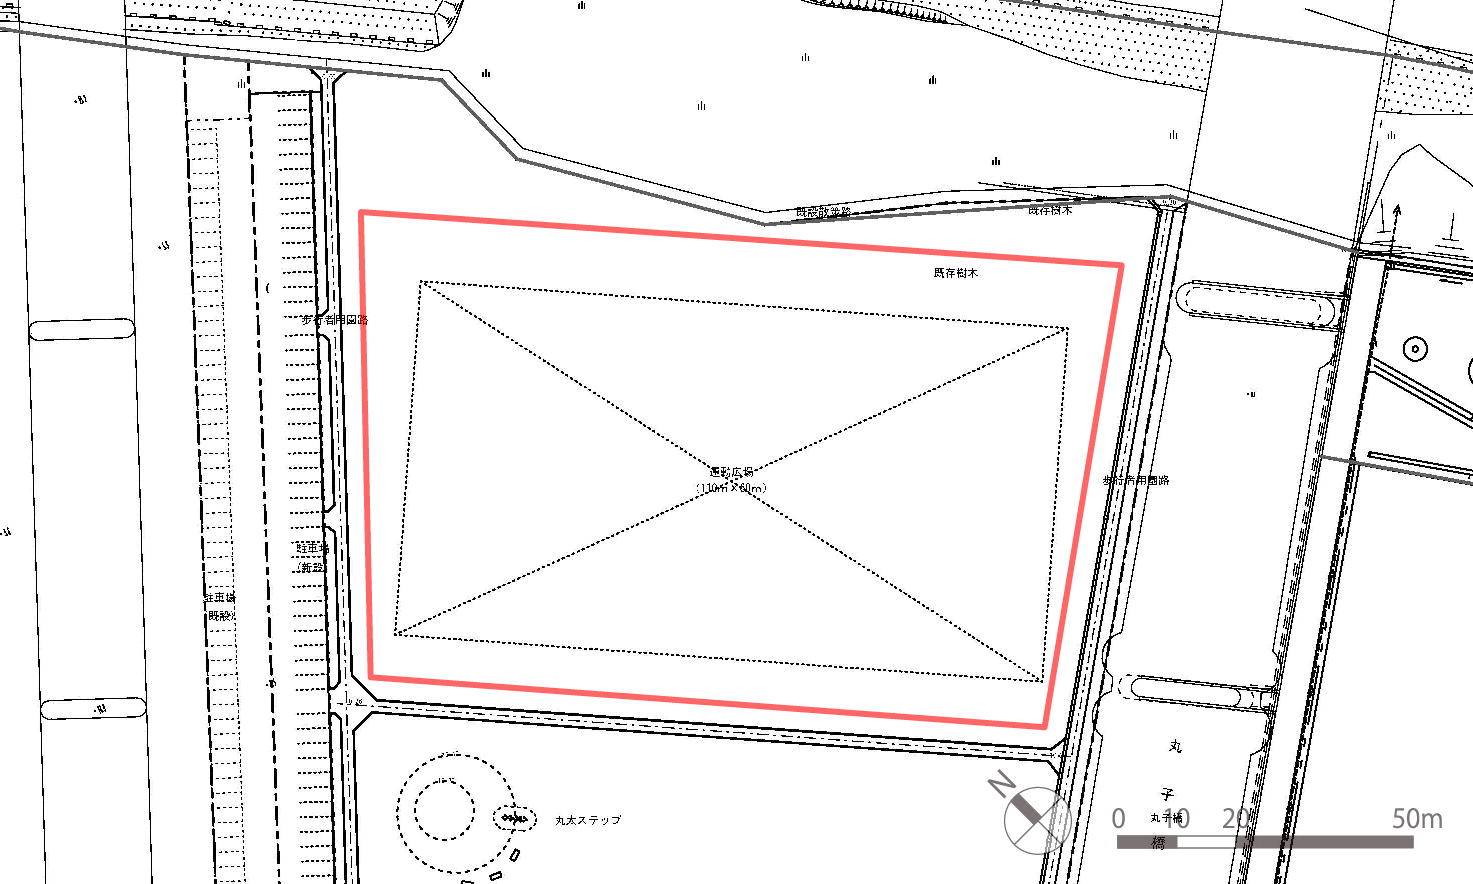 既設散策路
既存樹木
既存樹木
歩行者用園路
運動広場
(110m×60m)
歩行者用園路
駐車場
(新設)
駐車場
(既設)
丸太ステップ
丸
子
橋
丸子橋
N
0 10 20 50m